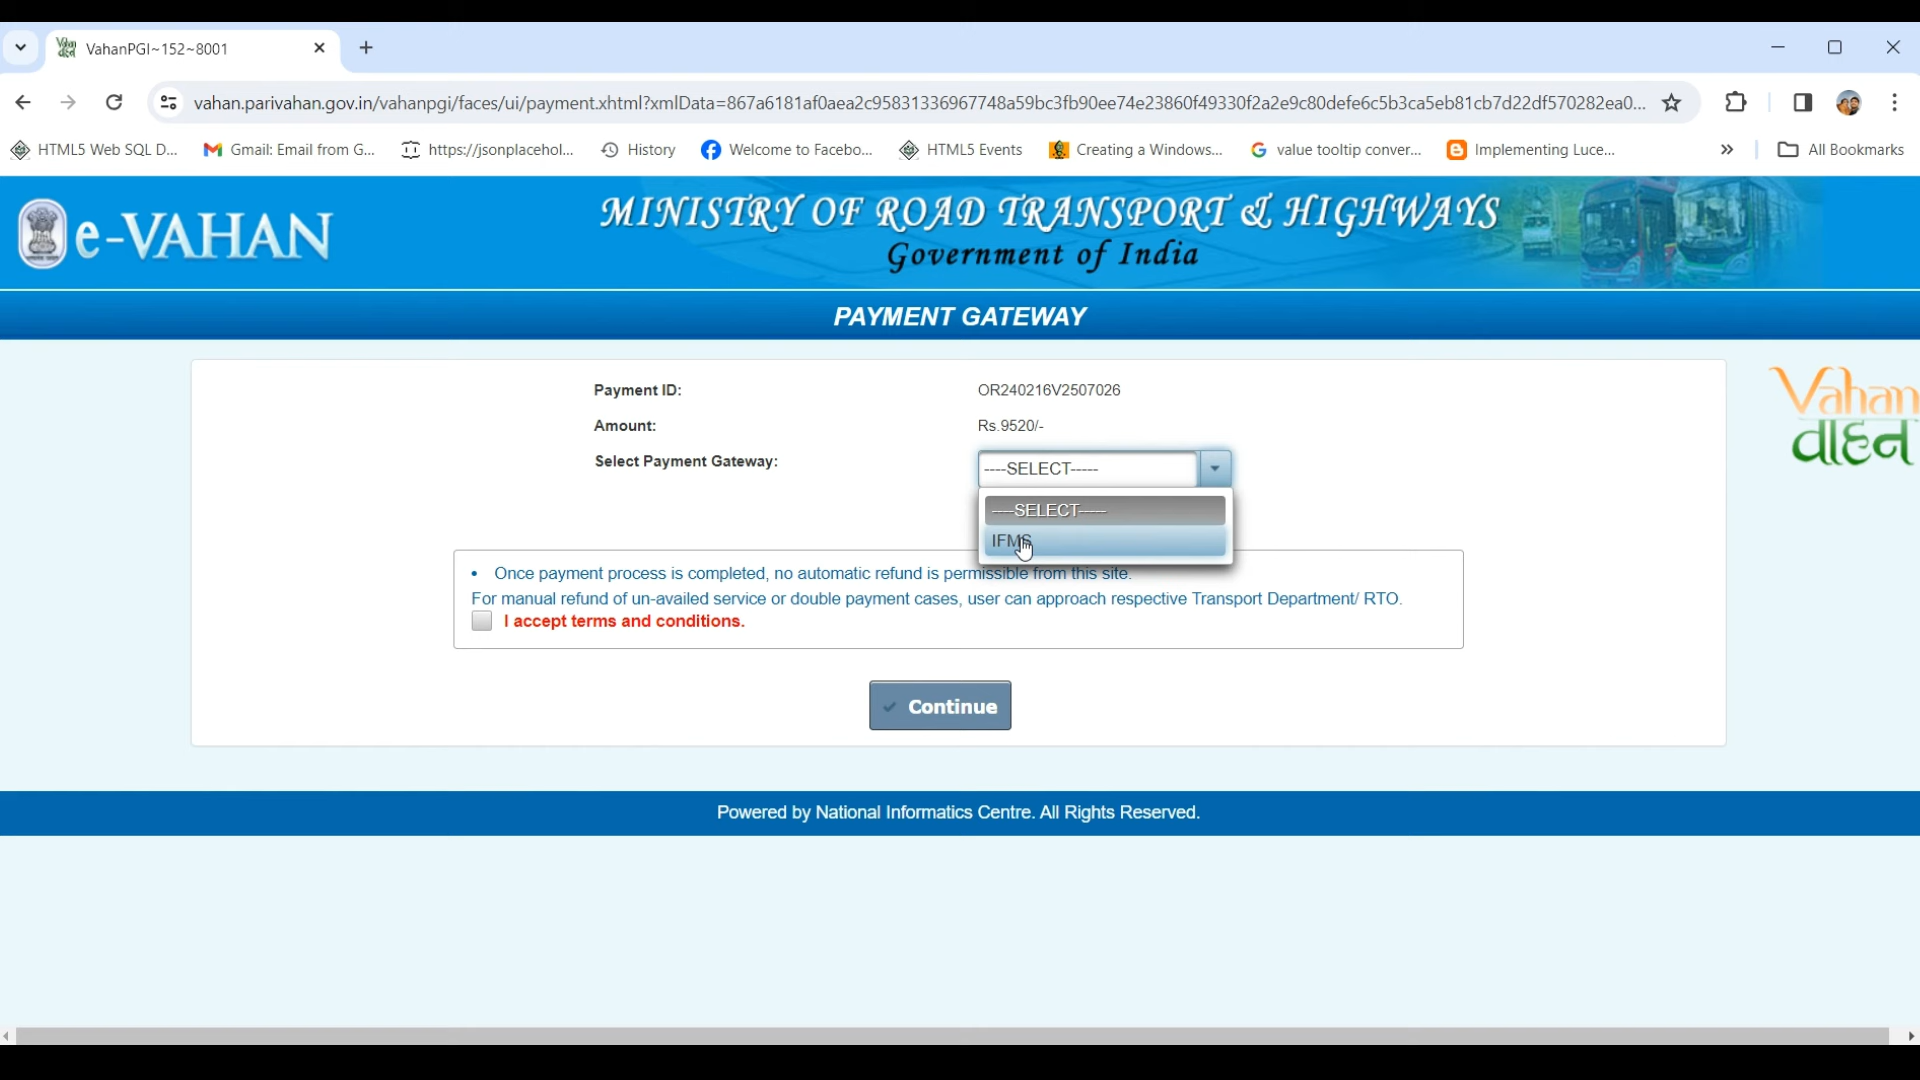 VahanPGI~152~8001
vahan.parivahan.gov.in/vahanpgi/faces/ui/payment.xhtml?xmlData=867a6181af0aea2c95831336967748a59bc3fb90ee74e23860f49330f2a2e9c80defe6c5b3ca5eb81cb7d22df570282ea0...
HTML5 Web SQL D... Gmail: Email from G... https://jsonplacehol... History Welcome to Facebo... HTML5 Events Creating a Windows... value tooltip conver... Implementing Luce... » All Bookmarks
e-VAHAN
MINISTRY OF ROAD TRANSPORT & HIGHWAYS
Government of India
PAYMENT GATEWAY
Payment ID: OR240216V2507026
Amount: Rs.9520/-
Select Payment Gateway: ----SELECT-----
----SELECT-----
IFMS
Vahan
वाहन
• Once payment process is completed, no automatic refund is permissible from this site.
For manual refund of un-availed service or double payment cases, user can approach respective Transport Department/ RTO.
I accept terms and conditions.
Continue
Powered by National Informatics Centre. All Rights Reserved.